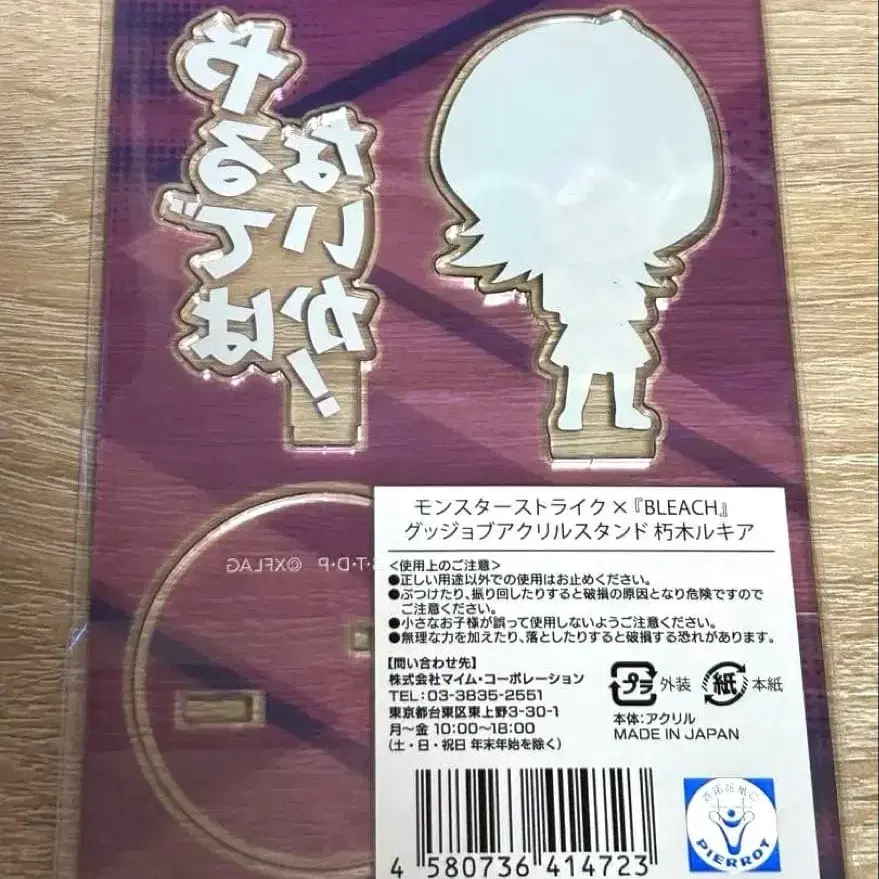 やるでは
ないか!
©XFLAG
S・T・D・P
モンスターストライク×『BLEACH』
グッジョブアクリルスタンド 朽木ルキア
<使用上のご注意>
●正しい用途以外での使用はお止めください。
●ぶつけたり、振り回したりすると破損の原因となり危険ですので
ご注意ください。
●小さなお子様が誤って使用しないようご注意ください。
●無理な力を加えたり、落としたりすると破損する恐れがあります。
【問い合わせ先】
株式会社マイム・コーポレーション
TEL:03-3835-2551
東京都台東区東上野3-30-1
月～金 10:00～18:00
(土・日・祝日 年末年始を除く)
プラ 外装 紙 本紙
本体:アクリル
MADE IN JAPAN
4 580736 414723
PIERROT